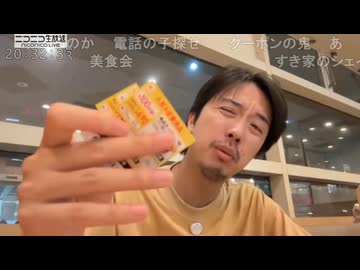 ニコニコ生放送
niconico live
20:32:33
のか 電話の子探せ クーポンの鬼 あ
美食会 すき家のシェイ